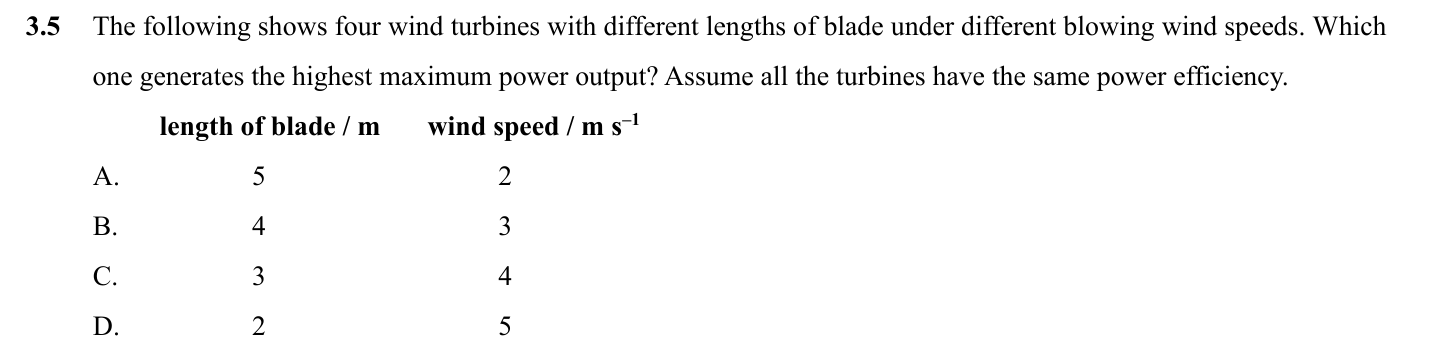 3.5 The following shows four wind turbines with different lengths of blade under different blowing wind speeds. Which
one generates the highest maximum power output? Assume all the turbines have the same power efficiency.
length of blade / m wind speed / m s⁻¹
A. 5 2
B. 4 3
C. 3 4
D. 2 5